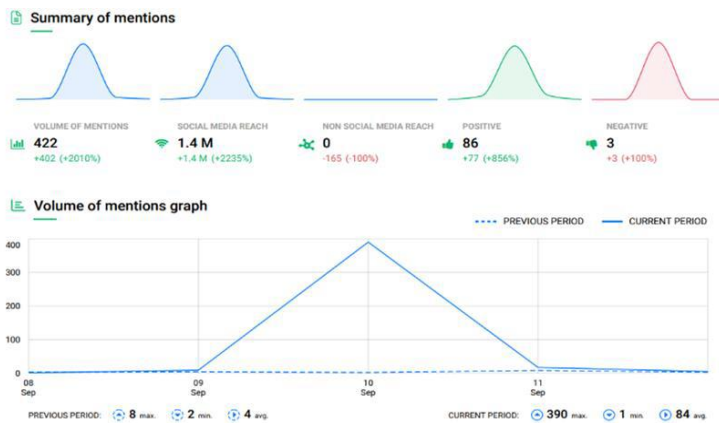 Summary of mentions
VOLUME OF MENTIONS
422
+402 (+2010%)
SOCIAL MEDIA REACH
1.4 M
+1.4 M (+2235%)
NON SOCIAL MEDIA REACH
0
-165 (-100%)
POSITIVE
86
+77 (+856%)
NEGATIVE
3
+3 (+100%)
Volume of mentions graph
PREVIOUS PERIOD CURRENT PERIOD
400
300
200
100
0
08 09 10 11
Sep Sep Sep Sep
PREVIOUS PERIOD: 8 max. 2 min. 4 avg. CURRENT PERIOD: 390 max. 1 min. 84 avg.